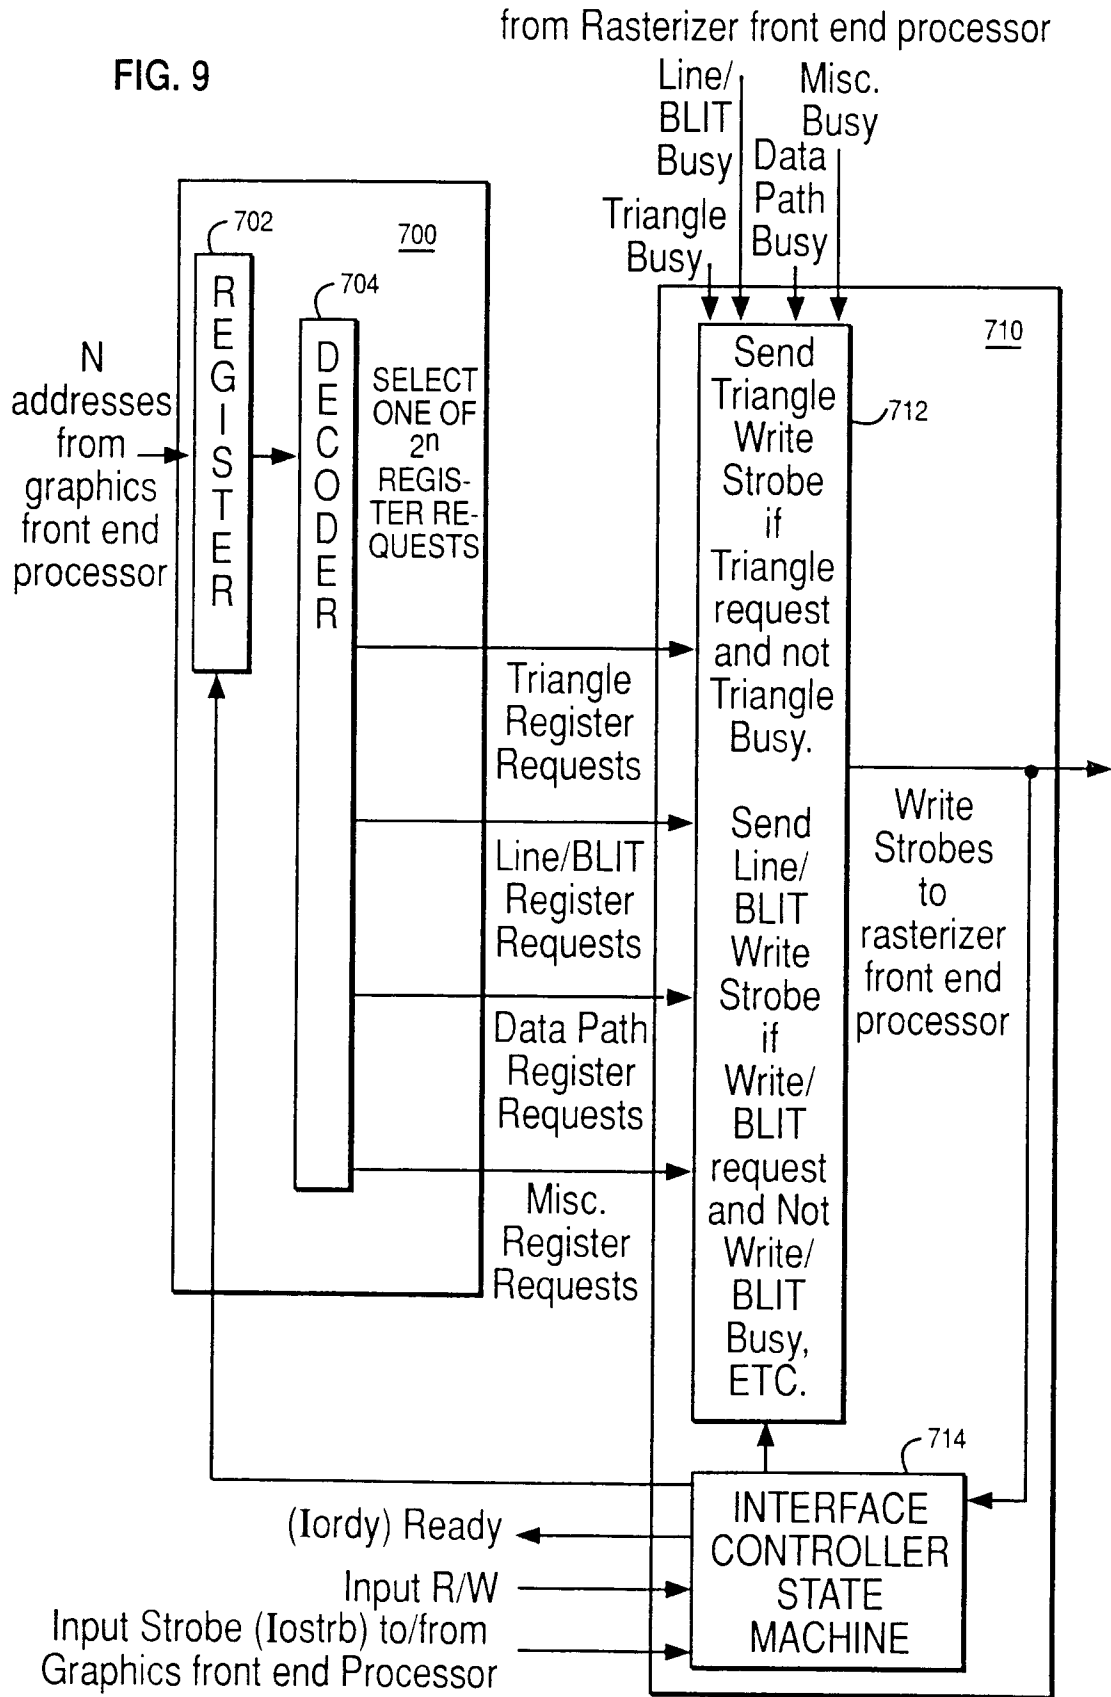 from Rasterizer front end processor
FIG. 9
Line/
BLIT
Busy
Misc.
Busy
Data
Path
Busy
Triangle
Busy
702
700
704
REGISTER
DECODER
N
addresses
from
graphics
front end
processor
SELECT
ONE OF
2ⁿ
REGIS-
TER RE-
QUESTS
710
712
Send
Triangle
Write
Strobe
if
Triangle
request
and not
Triangle
Busy.
Send
Line/
BLIT
Write
Strobe
if
Write/
BLIT
request
and Not
Write/
BLIT
Busy,
ETC.
Triangle
Register
Requests
Line/BLIT
Register
Requests
Data Path
Register
Requests
Misc.
Register
Requests
Write
Strobes
to
rasterizer
front end
processor
714
INTERFACE
CONTROLLER
STATE
MACHINE
(Iordy) Ready
Input R/W
Input Strobe (Iostrb) to/from
Graphics front end Processor